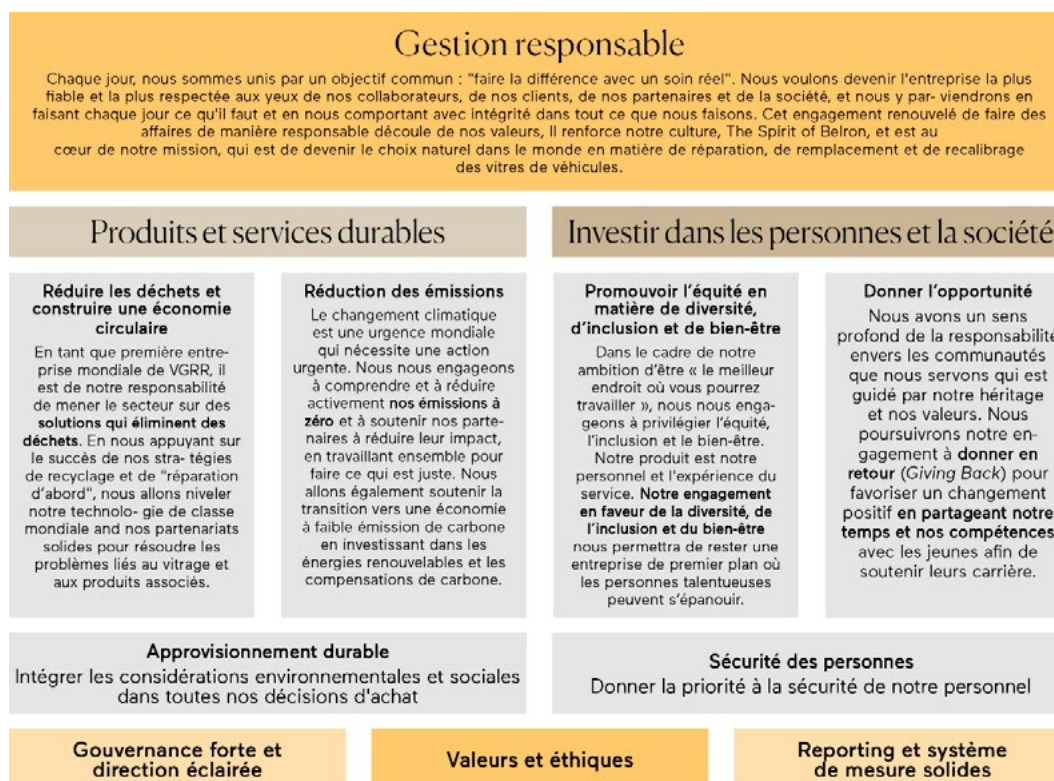 Gestion responsable
Chaque jour, nous sommes unis par un objectif commun : "faire la différence avec un soin réel". Nous voulons devenir l'entreprise la plus
fiable et la plus respectée aux yeux de nos collaborateurs, de nos clients, de nos partenaires et de la société, et nous y par- viendrons en
faisant chaque jour ce qu'il faut et en nous comportant avec intégrité dans tout ce que nous faisons. Cet engagement renouvelé de faire des
affaires de manière responsable découle de nos valeurs, Il renforce notre culture, The Spirit of Belron, et est au
cœur de notre mission, qui est de devenir le choix naturel dans le monde en matière de réparation, de remplacement et de recalibrage
des vitres de véhicules.
Produits et services durables
Réduire les déchets et
construire une économie
circulaire
En tant que première entre-
prise mondiale de VGRR, il
est de notre responsabilité
de mener le secteur sur des
solutions qui éliminent des
déchets. En nous appuyant sur
le succès de nos stra- tégies
de recyclage et de "réparation
d'abord", nous allons niveler
notre technolo- gie de classe
mondiale and nos partenariats
solides pour résoudre les
problèmes liés au vitrage et
aux produits associés.
Réduction des émissions
Le changement climatique
est une urgence mondiale
qui nécessite une action
urgente. Nous nous engageons
à comprendre et à réduire
activement nos émissions à
zéro et à soutenir nos parte-
naires à réduire leur impact,
en travaillant ensemble pour
faire ce qui est juste. Nous
allons également soutenir la
transition vers une économie
à faible émission de carbone
en investissant dans les
énergies renouvelables et les
compensations de carbone.
Approvisionnement durable
Intégrer les considérations environnementales et sociales
dans toutes nos décisions d'achat
Investir dans les personnes et la société
Promouvoir l'équité en
matière de diversité,
d'inclusion et de bien-être
Dans le cadre de notre
ambition d'être « le meilleur
endroit où vous pourrez
travailler », nous nous enga-
geons à privilégier l'équité,
l'inclusion et le bien-être.
Notre produit est notre
personnel et l'expérience du
service. Notre engagement
en faveur de la diversité, de
l'inclusion et du bien-être
nous permettra de rester une
entreprise de premier plan où
les personnes talentueuses
peuvent s'épanouir.
Donner l'opportunité
Nous avons un sens
profond de la responsabilité
envers les communautés
que nous servons qui est
guidé par notre héritage
et nos valeurs. Nous
poursuivrons notre en-
gagement à donner en
retour (Giving Back) pour
favoriser un changement
positif en partageant notre
temps et nos compétences
avec les jeunes afin de
soutenir leurs carrière.
Sécurité des personnes
Donner la priorité à la sécurité de notre personnel
Gouvernance forte et
direction éclairée
Valeurs et éthiques
Reporting et système
de mesure solides